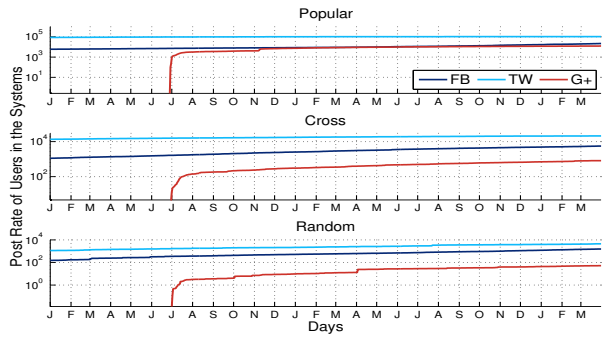 Popular
10^5
10^3
10^1
FB TW G+
J F M A M J J A S O N D J F M A M J J A S O N D J F M
Cross
10^4
10^2
J F M A M J J A S O N D J F M A M J J A S O N D J F M
Random
10^4
10^2
10^0
J F M A M J J A S O N D J F M A M J J A S O N D J F M
Days
Post Rate of Users in the Systems